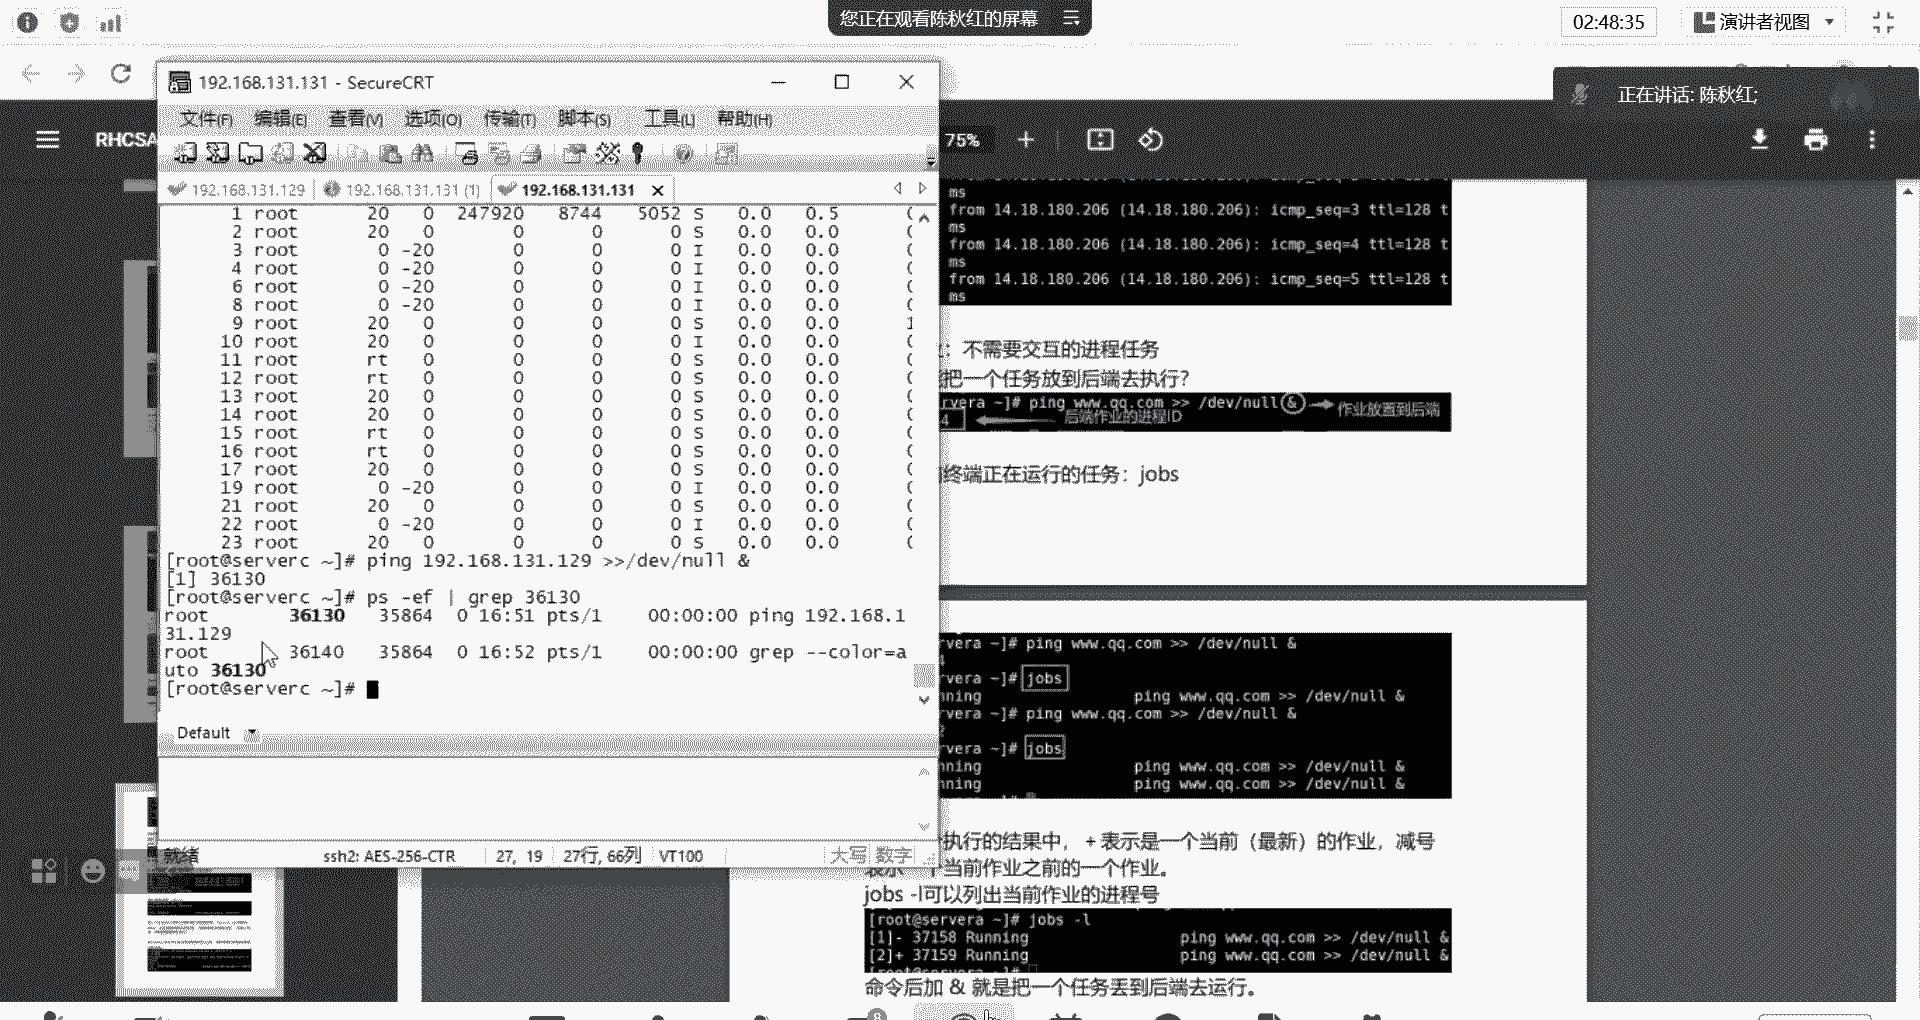 您正在观看陈秋红的屏幕
02:48:35
演讲者视图
正在讲话: 陈秋红;
RHCSA
75%
192.168.131.131 - SecureCRT
文件(F) 编辑(E) 查看(V) 选项(O) 传输(T) 脚本(S) 工具(L) 帮助(H)
192.168.131.129 192.168.131.131 (1) 192.168.131.131
1 root 20 0 247920 8744 5052 S 0.0 0.5
2 root 20 0 0 0 0 S 0.0 0.0
3 root 0 -20 0 0 0 I 0.0 0.0
4 root 0 -20 0 0 0 I 0.0 0.0
6 root 0 -20 0 0 0 I 0.0 0.0
8 root 0 -20 0 0 0 I 0.0 0.0
9 root 20 0 0 0 0 S 0.0 0.0
10 root 20 0 0 0 0 I 0.0 0.0
11 root rt 0 0 0 0 S 0.0 0.0
12 root rt 0 0 0 0 S 0.0 0.0
13 root 20 0 0 0 0 S 0.0 0.0
14 root 20 0 0 0 0 S 0.0 0.0
15 root rt 0 0 0 0 S 0.0 0.0
16 root rt 0 0 0 0 S 0.0 0.0
17 root 20 0 0 0 0 S 0.0 0.0
19 root 0 -20 0 0 0 I 0.0 0.0
21 root 20 0 0 0 0 S 0.0 0.0
22 root 0 -20 0 0 0 I 0.0 0.0
23 root 20 0 0 0 0 S 0.0 0.0
[root@serverc ~]# ping 192.168.131.129 >>/dev/null &
[1] 36130
[root@serverc ~]# ps -ef | grep 36130
root 36130 35864 0 16:51 pts/1 00:00:00 ping 192.168.1
31.129
root 36140 35864 0 16:52 pts/1 00:00:00 grep --color=a
uto 36130
[root@serverc ~]#
Default
就绪 ssh2: AES-256-CTR 27, 19 27行, 66列 VT100 大写 数字
ms
from 14.18.180.206 (14.18.180.206): icmp_seq=3 ttl=128 t
ms
from 14.18.180.206 (14.18.180.206): icmp_seq=4 ttl=128 t
ms
from 14.18.180.206 (14.18.180.206): icmp_seq=5 ttl=128 t
ms
：不需要交互的进程任务
把一个任务放到后端去执行?
rvera ~]# ping www.qq.com >> /dev/null & 作业放置到后端
4 后端作业的进程ID
终端正在运行的任务：jobs
rvera ~]# ping www.qq.com >> /dev/null &
rvera ~]# jobs
nning ping www.qq.com >> /dev/null &
rvera ~]# ping www.qq.com >> /dev/null &
rvera ~]# jobs
nning ping www.qq.com >> /dev/null &
nning ping www.qq.com >> /dev/null &
执行的结果中，+ 表示是一个当前（最新）的作业，减号
表示一个当前作业之前的一个作业。
jobs -l可以列出当前作业的进程号
[root@servera ~]# jobs -l
[1]- 37158 Running ping www.qq.com >> /dev/null &
[2]+ 37159 Running ping www.qq.com >> /dev/null &
命令后加 & 就是把一个任务丢到后端去运行。
8